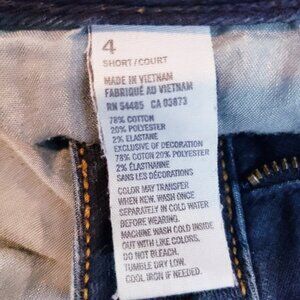 4
SHORT/COURT
MADE IN VIETNAM
FABRIQUÉ AU VIETNAM
RN 54485 CA 03873
78% COTTON
20% POLYESTER
2% ELASTANE
EXCLUSIVE OF DECORATION
78% COTON 20% POLYESTER
2% ÉLASTHANNE
SANS LES DÉCORATIONS
COLOR MAY TRANSFER
WHEN NEW. WASH ONCE
SEPARATELY IN COLD WATER
BEFORE WEARING.
MACHINE WASH COLD INSIDE
OUT WITH LIKE COLORS.
DO NOT BLEACH.
TUMBLE DRY LOW.
COOL IRON IF NEEDED.